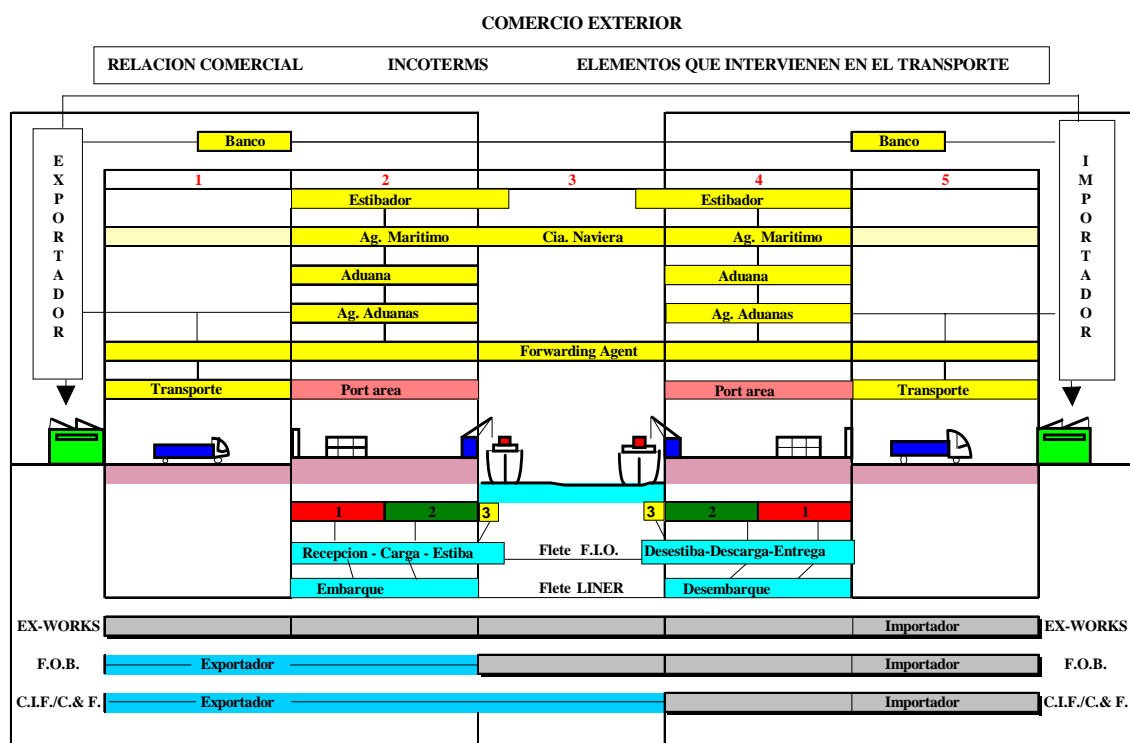 COMERCIO EXTERIOR
RELACION COMERCIAL INCOTERMS ELEMENTOS QUE INTERVIENEN EN EL TRANSPORTE
EXPORTADOR
IMPORTADOR
Banco Banco
1 2 3 4 5
Estibador Estibador
Ag. Maritimo Cia. Naviera Ag. Maritimo
Aduana Aduana
Ag. Aduanas Ag. Aduanas
Forwarding Agent
Transporte Port area Port area Transporte
1 2 3 3 2 1
Recepcion - Carga - Estiba Flete F.I.O. Desestiba-Descarga-Entrega
Embarque Flete LINER Desembarque
EX-WORKS Importador EX-WORKS
F.O.B. Exportador Importador F.O.B.
C.I.F./C.& F. Exportador Importador C.I.F./C.& F.